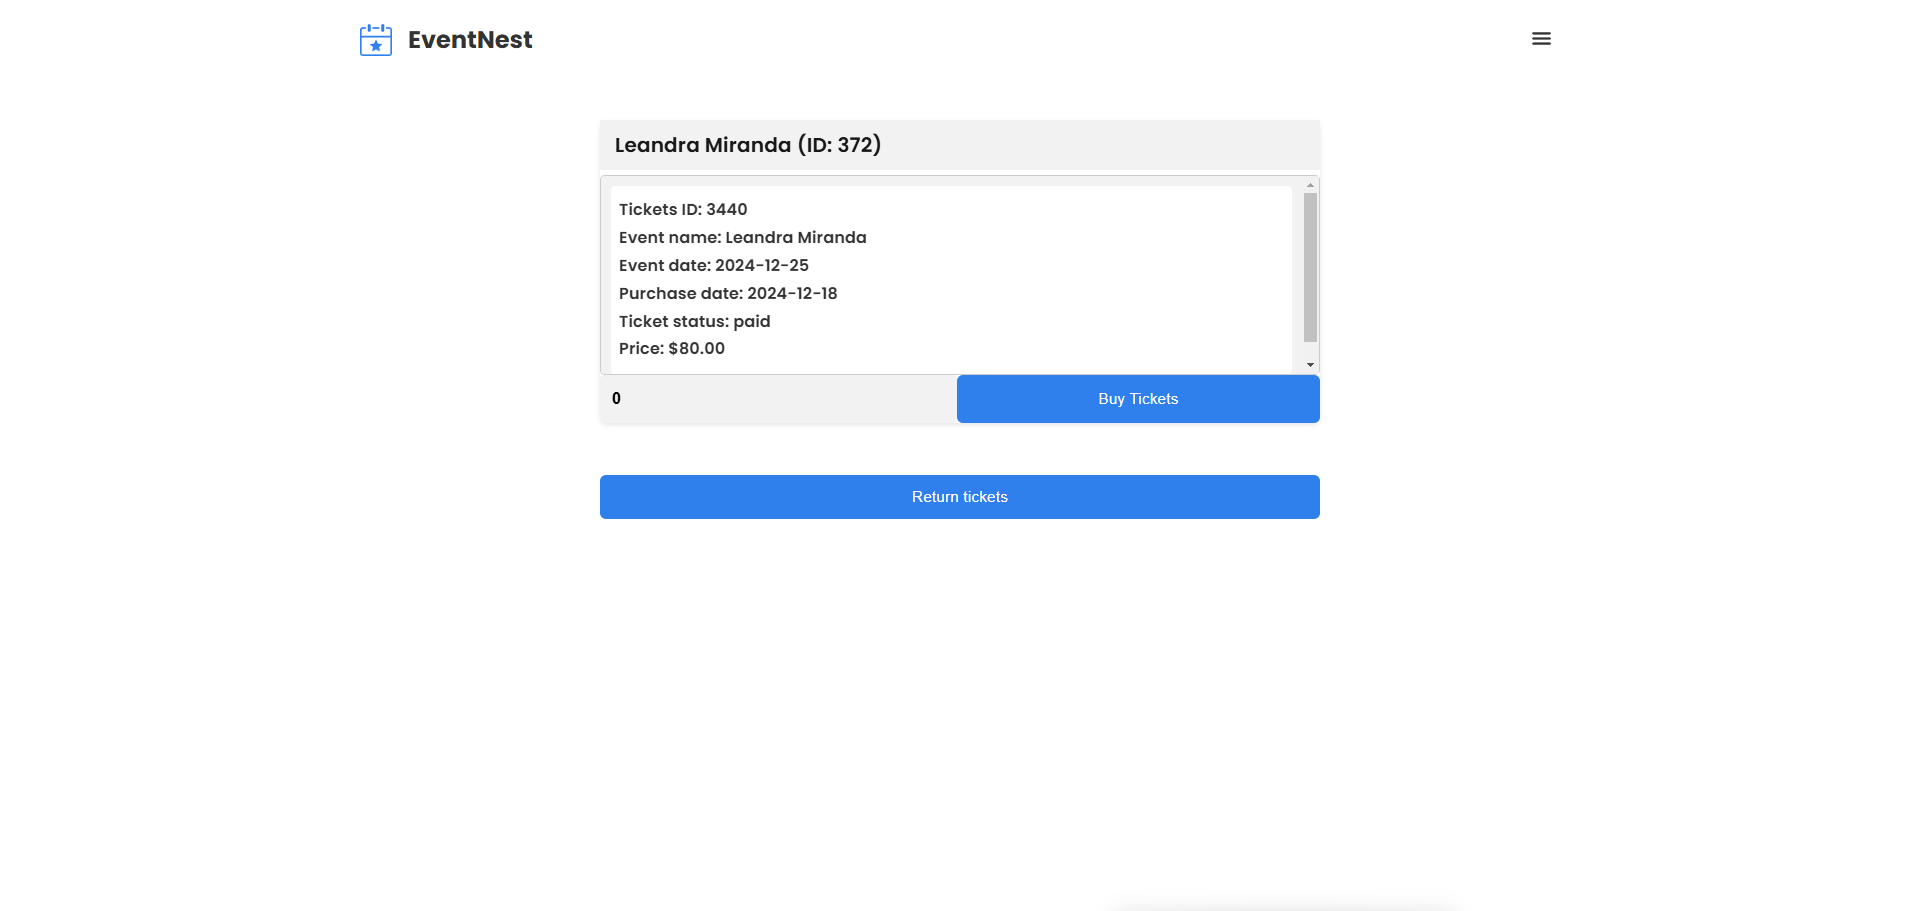 EventNest
Leandra Miranda (ID: 372)
Tickets ID: 3440
Event name: Leandra Miranda
Event date: 2024-12-25
Purchase date: 2024-12-18
Ticket status: paid
Price: $80.00
0
Buy Tickets
Return tickets